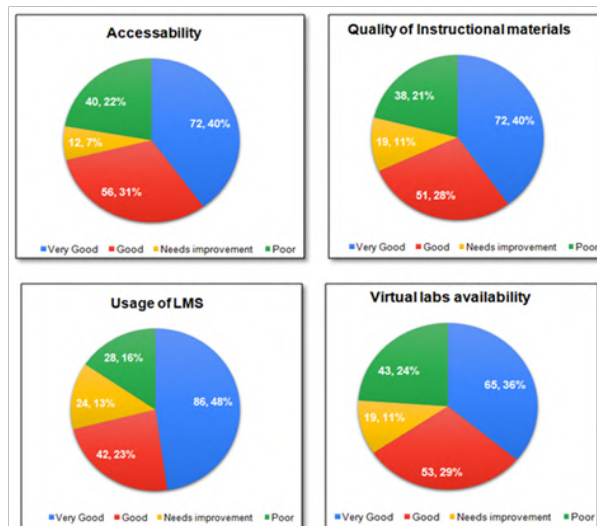 Accessability
40, 22%
72, 40%
12, 7%
56, 31%
Very Good Good Needs improvement Poor
Quality of Instructional materials
38, 21%
72, 40%
19, 11%
51, 28%
Very Good Good Needs improvement Poor
Usage of LMS
28, 16%
86, 48%
24, 13%
42, 23%
Very Good Good Needs improvement Poor
Virtual labs availability
43, 24%
65, 36%
19, 11%
53, 29%
Very Good Good Needs improvement Poor